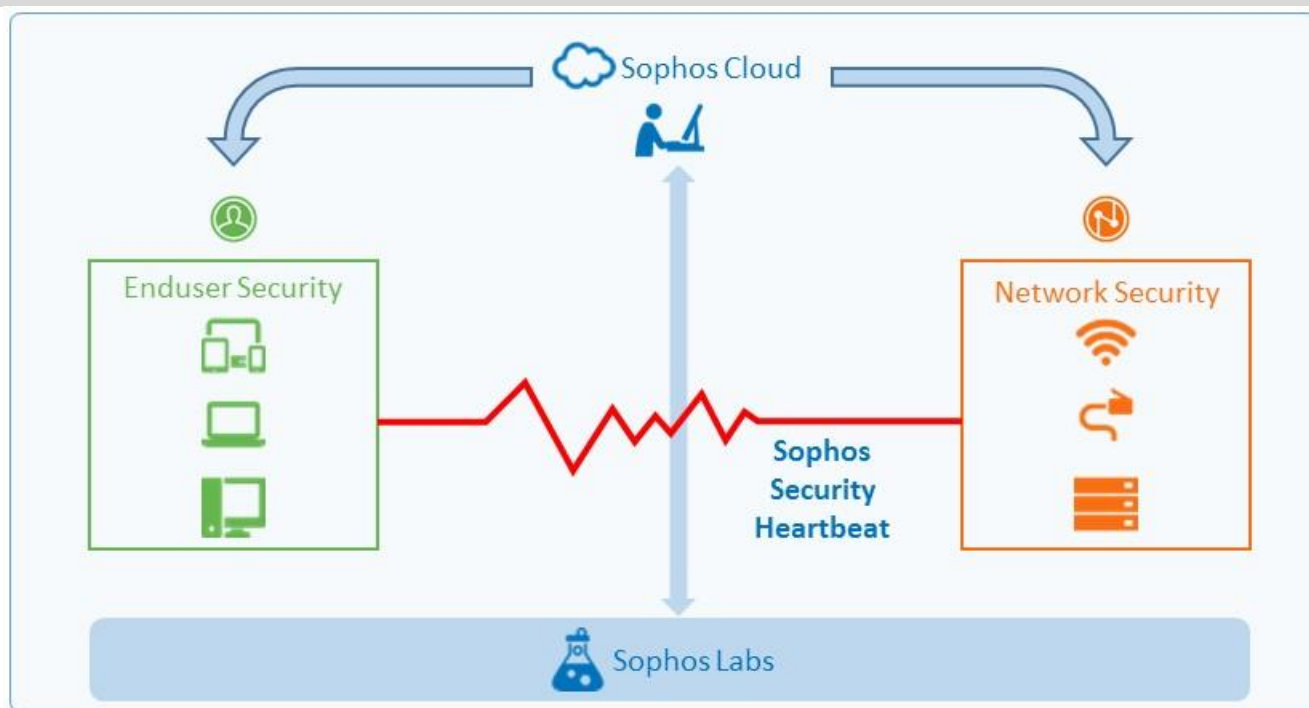 Sophos Cloud
Enduser Security
Network Security
Sophos
Security
Heartbeat
Sophos Labs